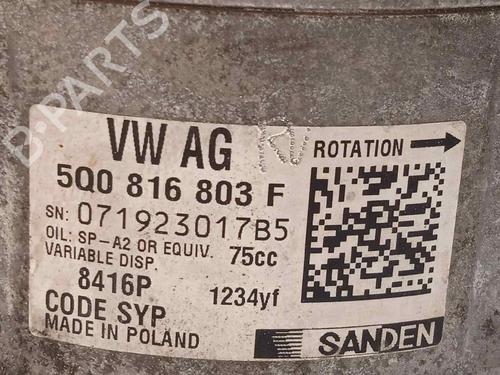 B-PARTS
VW AG
ROTATION
5Q0 816 803 F
SN: 071923017B5
OIL: SP-A2 OR EQUIV. 75cc
VARIABLE DISP.
8416P 1234yf
CODE SYP
MADE IN POLAND
SANDEN